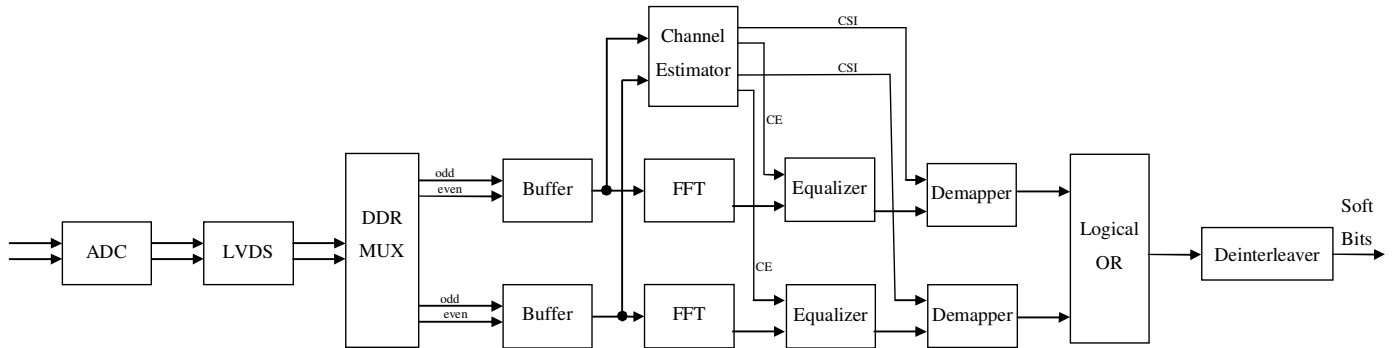 Channel
Estimator
CSI
CSI
CE
CE
ADC
LVDS
DDR
MUX
odd
even
Buffer
FFT
Equalizer
Demapper
odd
even
Buffer
FFT
Equalizer
Demapper
Logical
OR
Deinterleaver
Soft
Bits